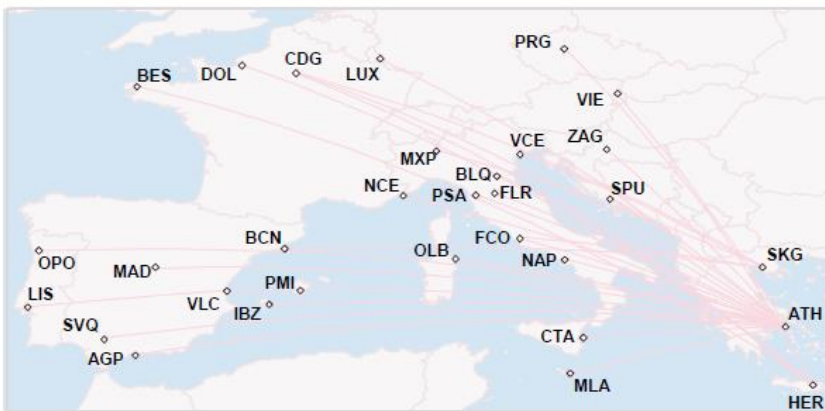 PRG
CDG
DOL
LUX
BES
VIE
VCE
ZAG
MXP
BLQ
NCE
PSA
FLR
SPU
BCN
FCO
OLB
NAP
SKG
OPO
MAD
PMI
LIS
VLC
IBZ
ATH
SVQ
CTA
AGP
MLA
HER